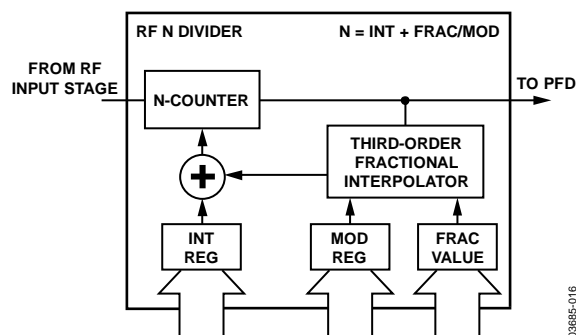 RF N DIVIDER
N = INT + FRAC/MOD
FROM RF
INPUT STAGE
TO PFD
N-COUNTER
THIRD-ORDER
FRACTIONAL
INTERPOLATOR
+
INT
REG
MOD
REG
FRAC
VALUE
03685-016